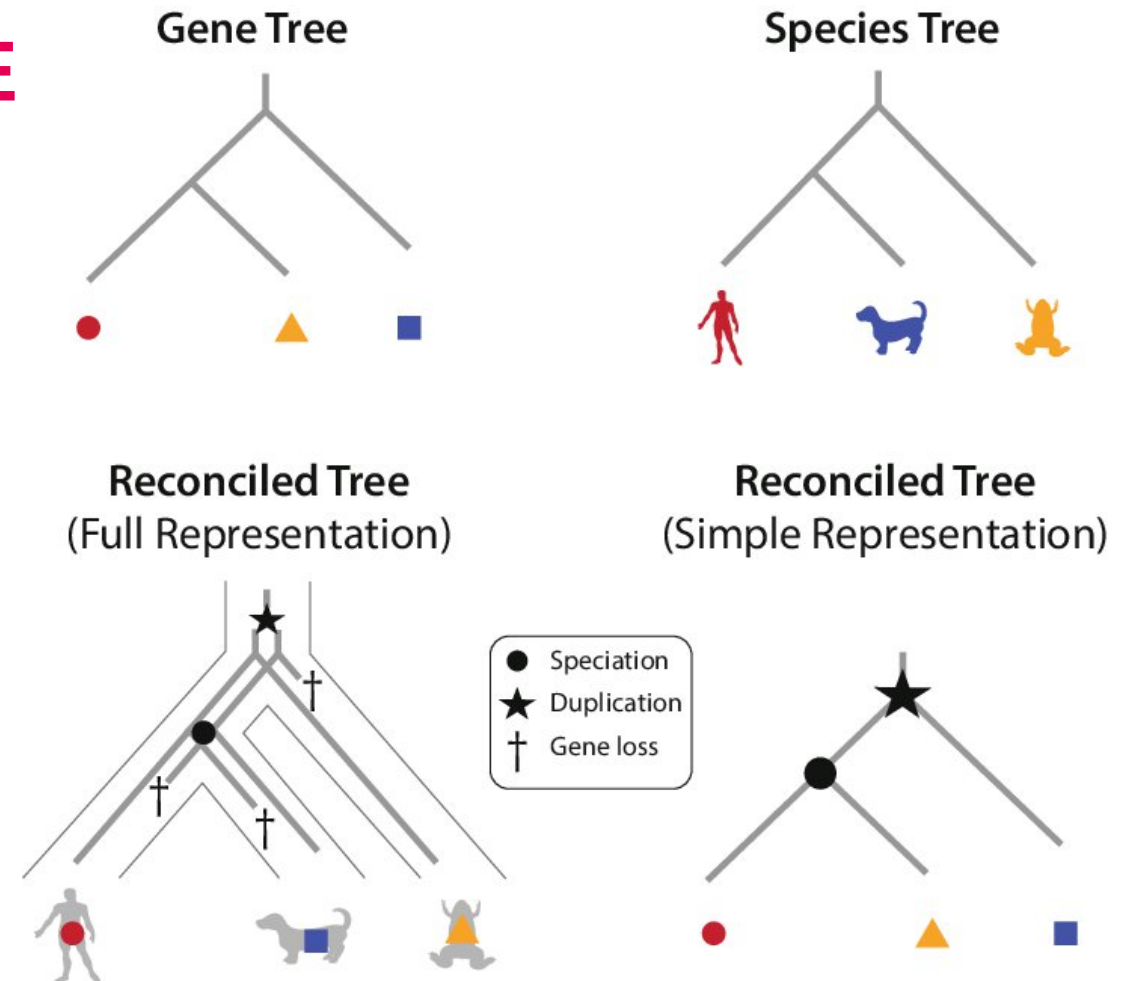 Gene Tree
Species Tree
E
Reconciled Tree
(Full Representation)
Reconciled Tree
(Simple Representation)
Speciation
Duplication
Gene loss